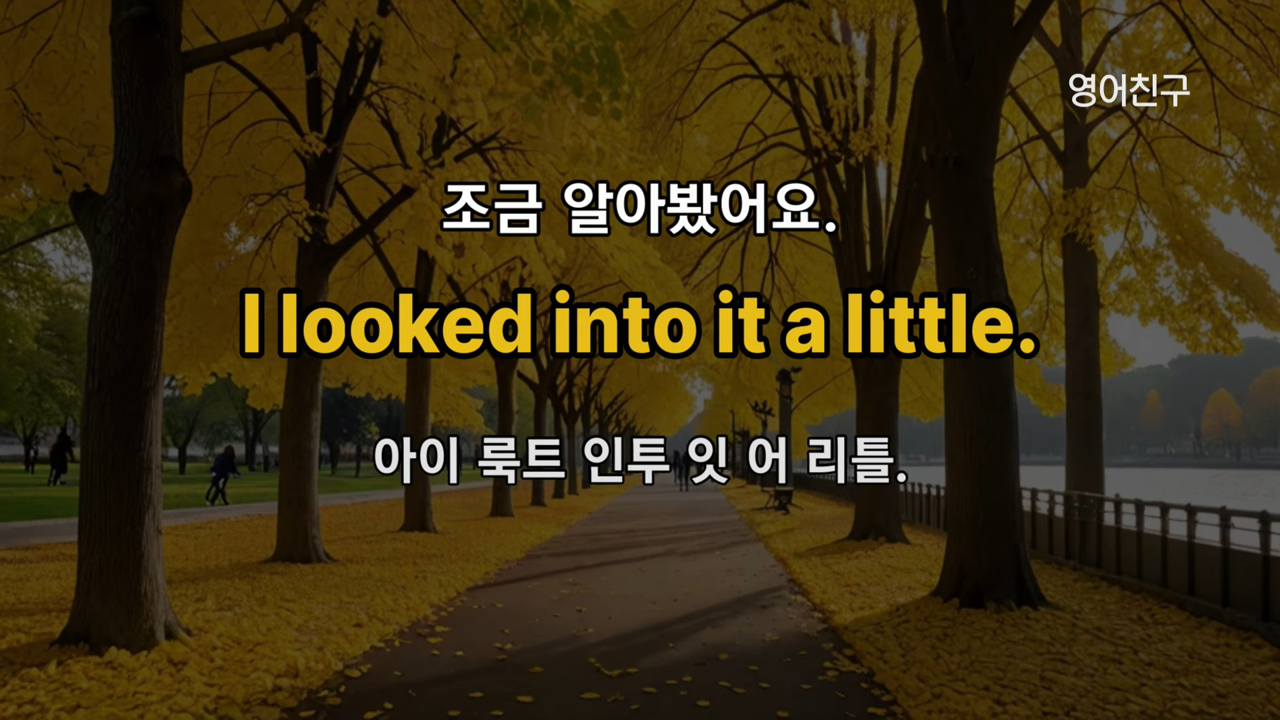 영어친구
조금 알아봤어요.
I looked into it a little.
아이 룩트 인투 잇 어 리틀.